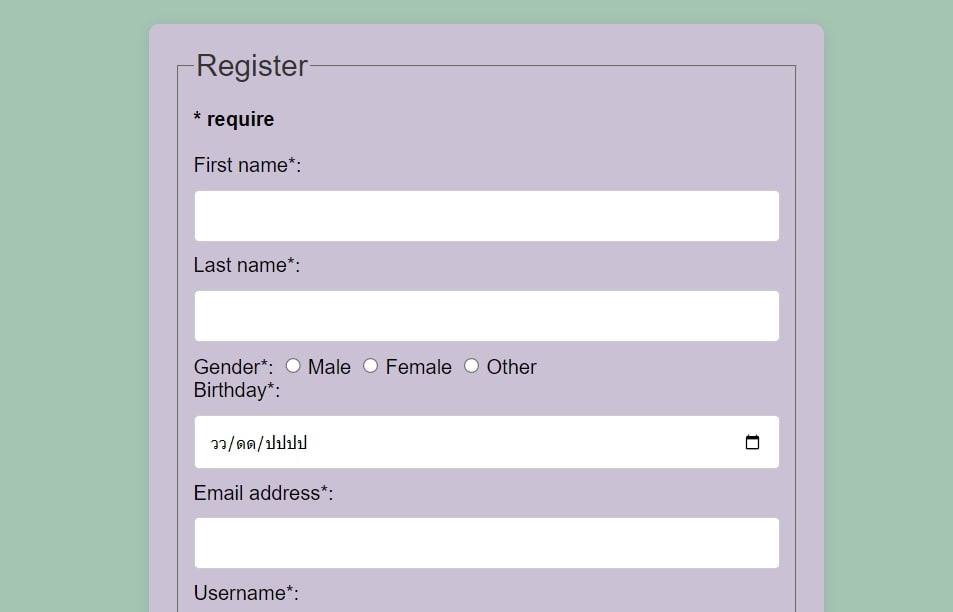 Register
* require
First name*:
Last name*:
Gender*: Male Female Other
Birthday*:
วว/ดด/ปปปป
Email address*:
Username*: